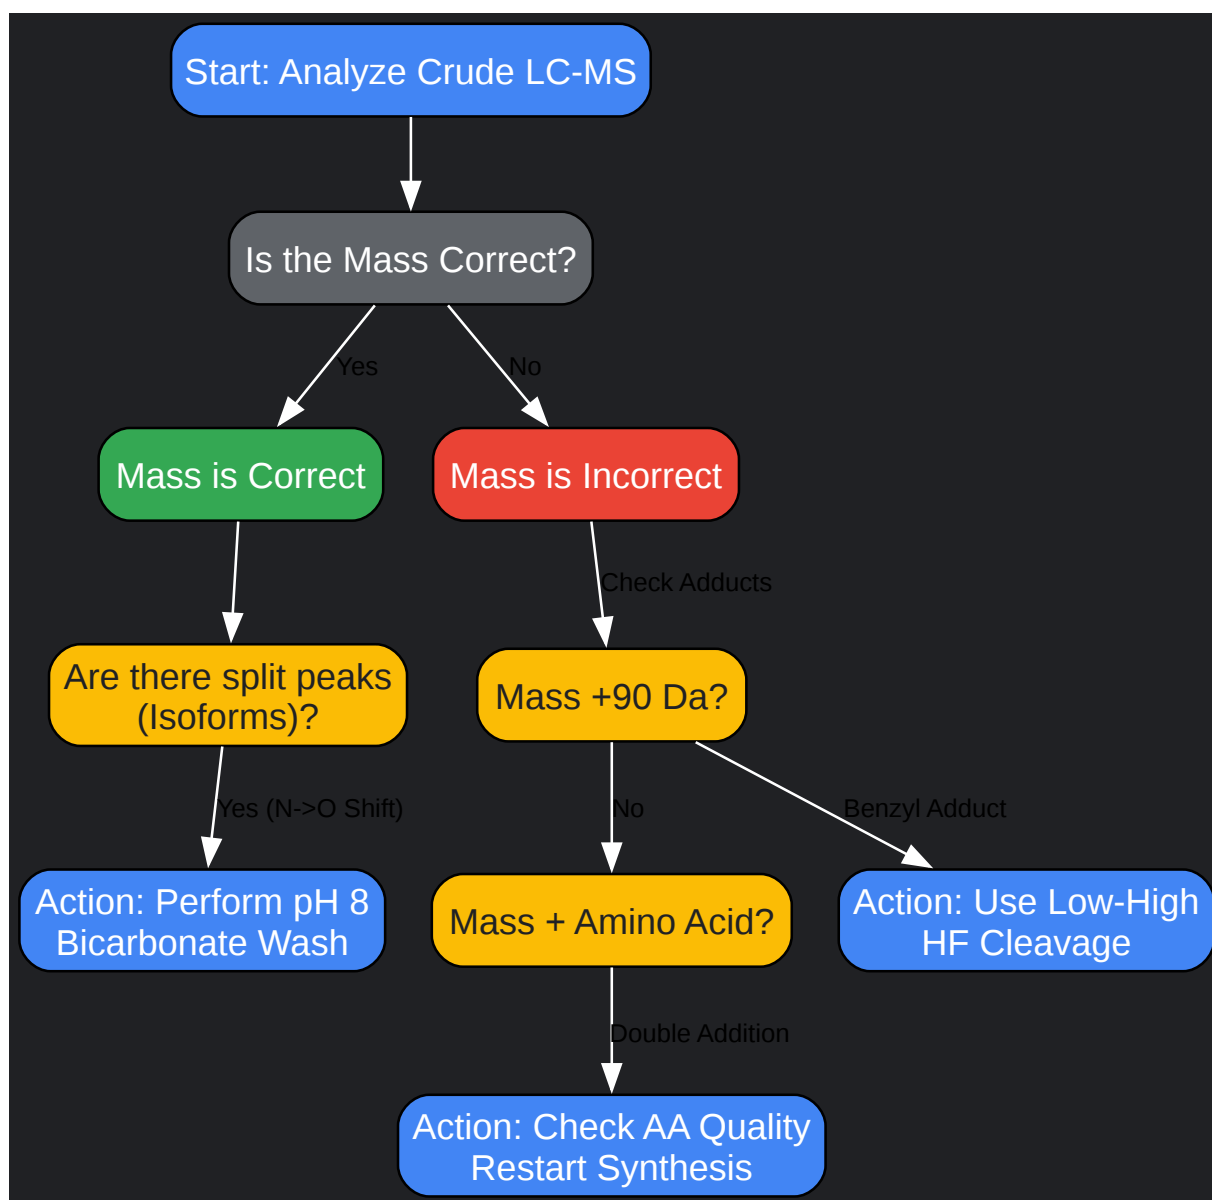 Start: Analyze Crude LC-MS
Is the Mass Correct?
Yes
No
Mass is Correct
Mass is Incorrect
Check Adducts
Are there split peaks
(Isoforms)?
Mass +90 Da?
Yes (N->O Shift)
No
Benzyl Adduct
Action: Perform pH 8
Bicarbonate Wash
Mass + Amino Acid?
Action: Use Low-High
HF Cleavage
Double Addition
Action: Check AA Quality
Restart Synthesis